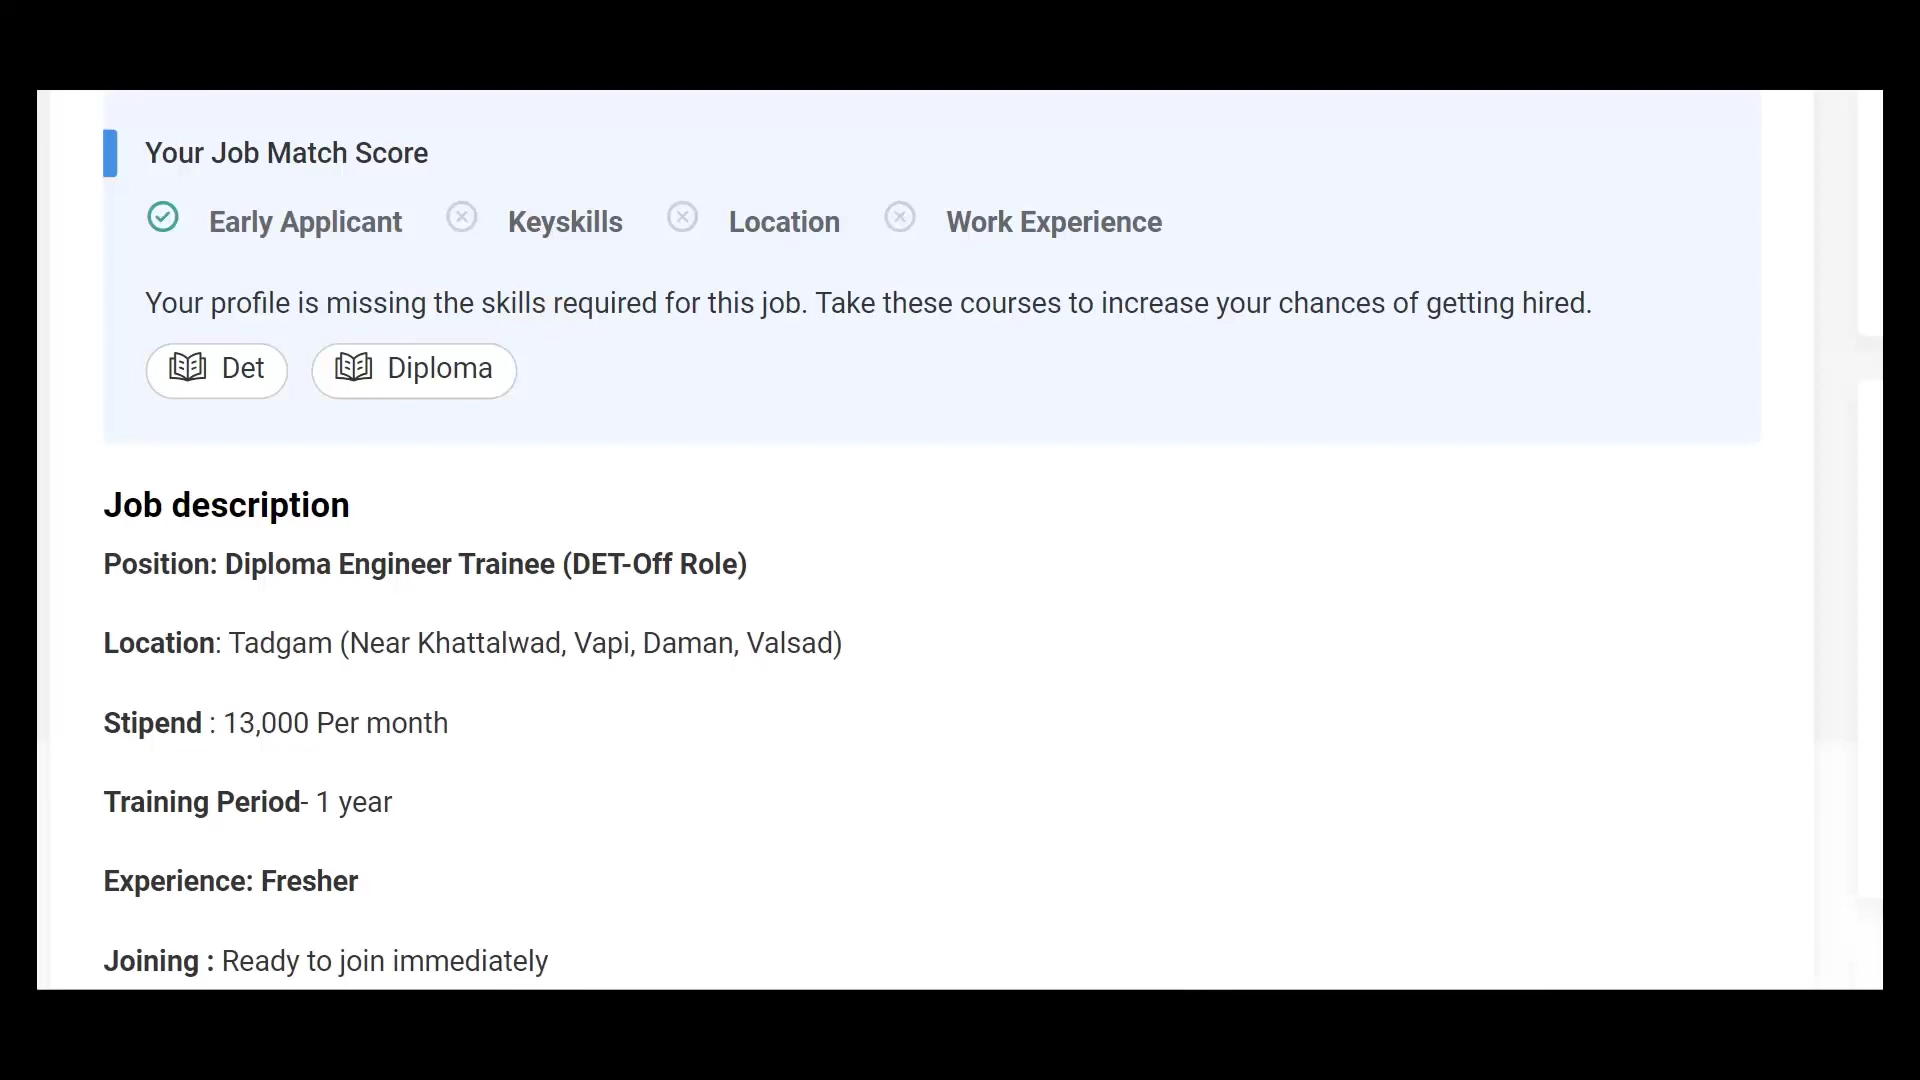 Your Job Match Score
Early Applicant Keyskills Location Work Experience
Your profile is missing the skills required for this job. Take these courses to increase your chances of getting hired.
Det Diploma
Job description
Position: Diploma Engineer Trainee (DET-Off Role)
Location: Tadgam (Near Khattalwad, Vapi, Daman, Valsad)
Stipend : 13,000 Per month
Training Period- 1 year
Experience: Fresher
Joining : Ready to join immediately